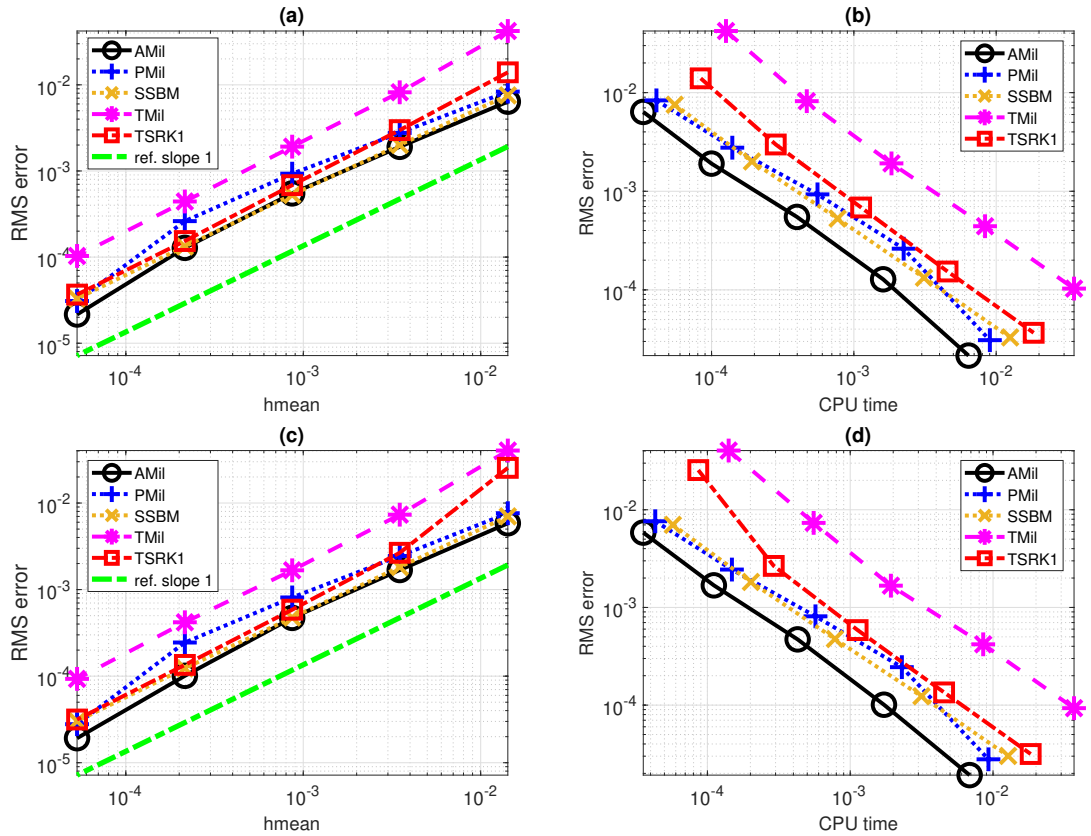 (a)
RMS error
10^-2
10^-3
10^-4
10^-5
AMil
PMil
SSBM
TMil
TSRK1
ref. slope 1
10^-4
10^-3
10^-2
hmean
(b)
RMS error
10^-2
10^-3
10^-4
AMil
PMil
SSBM
TMil
TSRK1
10^-4
10^-3
10^-2
CPU time
(c)
RMS error
10^-2
10^-3
10^-4
10^-5
AMil
PMil
SSBM
TMil
TSRK1
ref. slope 1
10^-4
10^-3
10^-2
hmean
(d)
RMS error
10^-2
10^-3
10^-4
AMil
PMil
SSBM
TMil
TSRK1
10^-4
10^-3
10^-2
CPU time